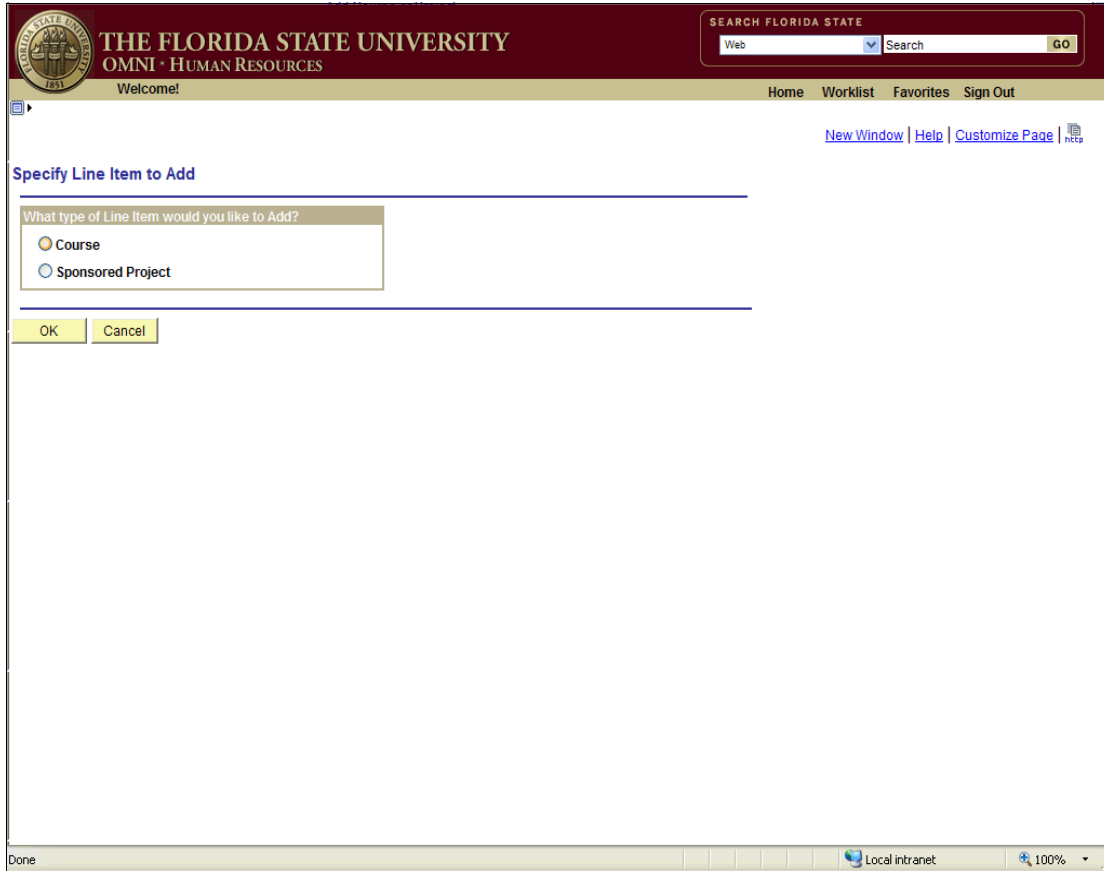 SEARCH FLORIDA STATE
THE FLORIDA STATE UNIVERSITY
OMNI * HUMAN RESOURCES
Web
Search
GO
1851
Welcome!
Home Worklist Favorites Sign Out
New Window | Help | Customize Page | http
Specify Line Item to Add
What type of Line Item would you like to Add?
Course
Sponsored Project
OK
Cancel
Done
Local intranet
100%